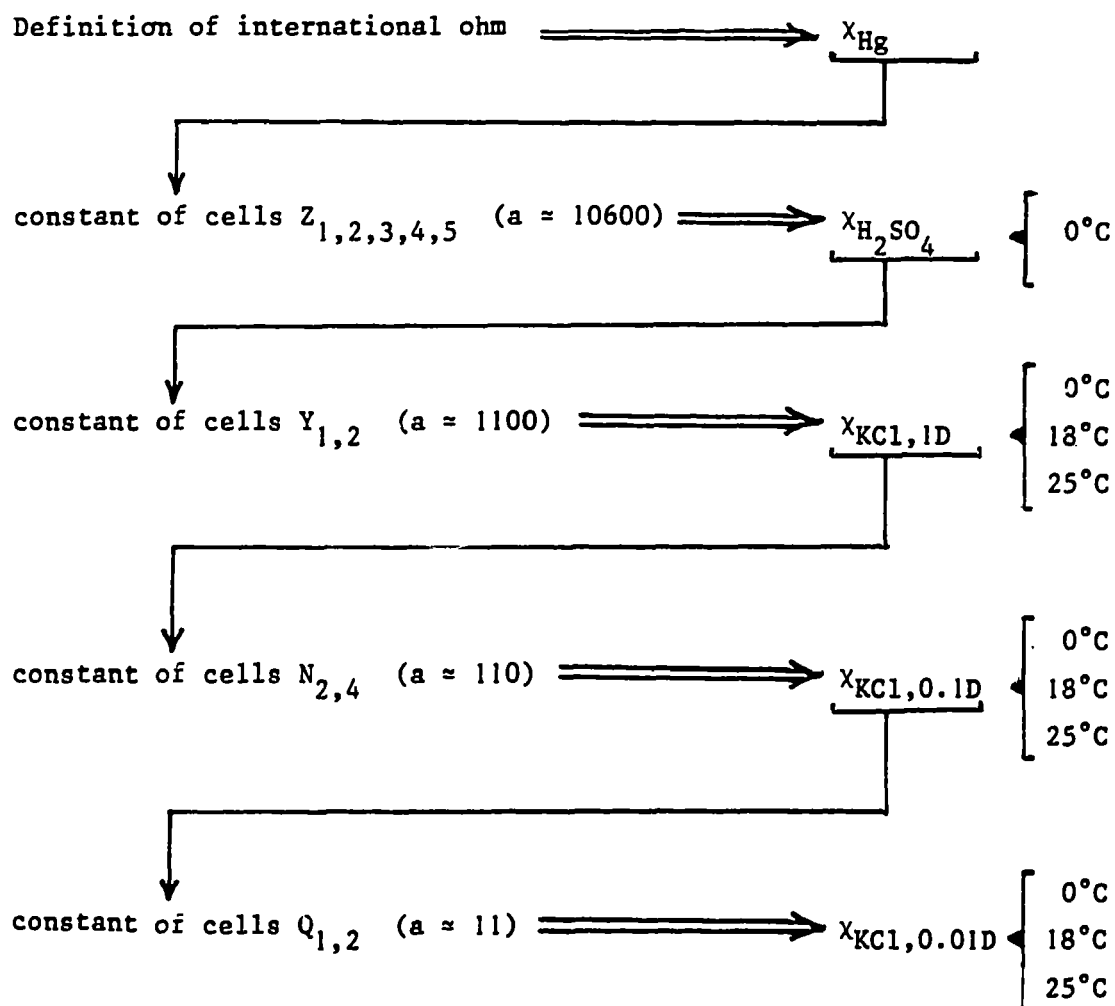 Definition of international ohm χHg
constant of cells Z1,2,3,4,5 (a ≃ 10600) χH2SO4 0°C
0°C
constant of cells Y1,2 (a ≃ 1100) χKCl,1D 18°C
25°C
0°C
constant of cells N2,4 (a ≃ 110) χKCl,0.1D 18°C
25°C
0°C
constant of cells Q1,2 (a ≃ 11) χKCl,0.01D 18°C
25°C